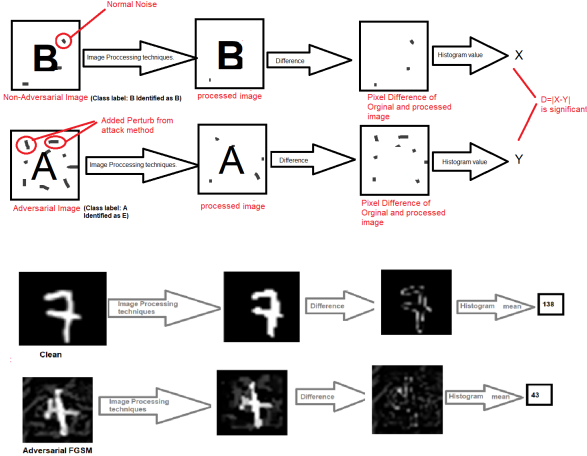 Normal Noise
B
Image Proccessing techniques.
B
Difference
Histogram value
X
Non-Adversarial Image (Class label: B Identified as B)
processed image
Pixel Difference of
Orginal and processed
image
D=|X-Y|
is significant
Added Perturb from
attack method
A
Image Proccessing techniques.
A
Difference
Histogram value
Y
Adversarial Image (Class label: A
Identified as E)
processed image
Pixel Difference of
Orginal and processed
image
Image Processing
techniques
Difference
Histogram mean
138
Clean
Image Processing
techniques
Difference
Histogram mean
43
Adversarial FGSM